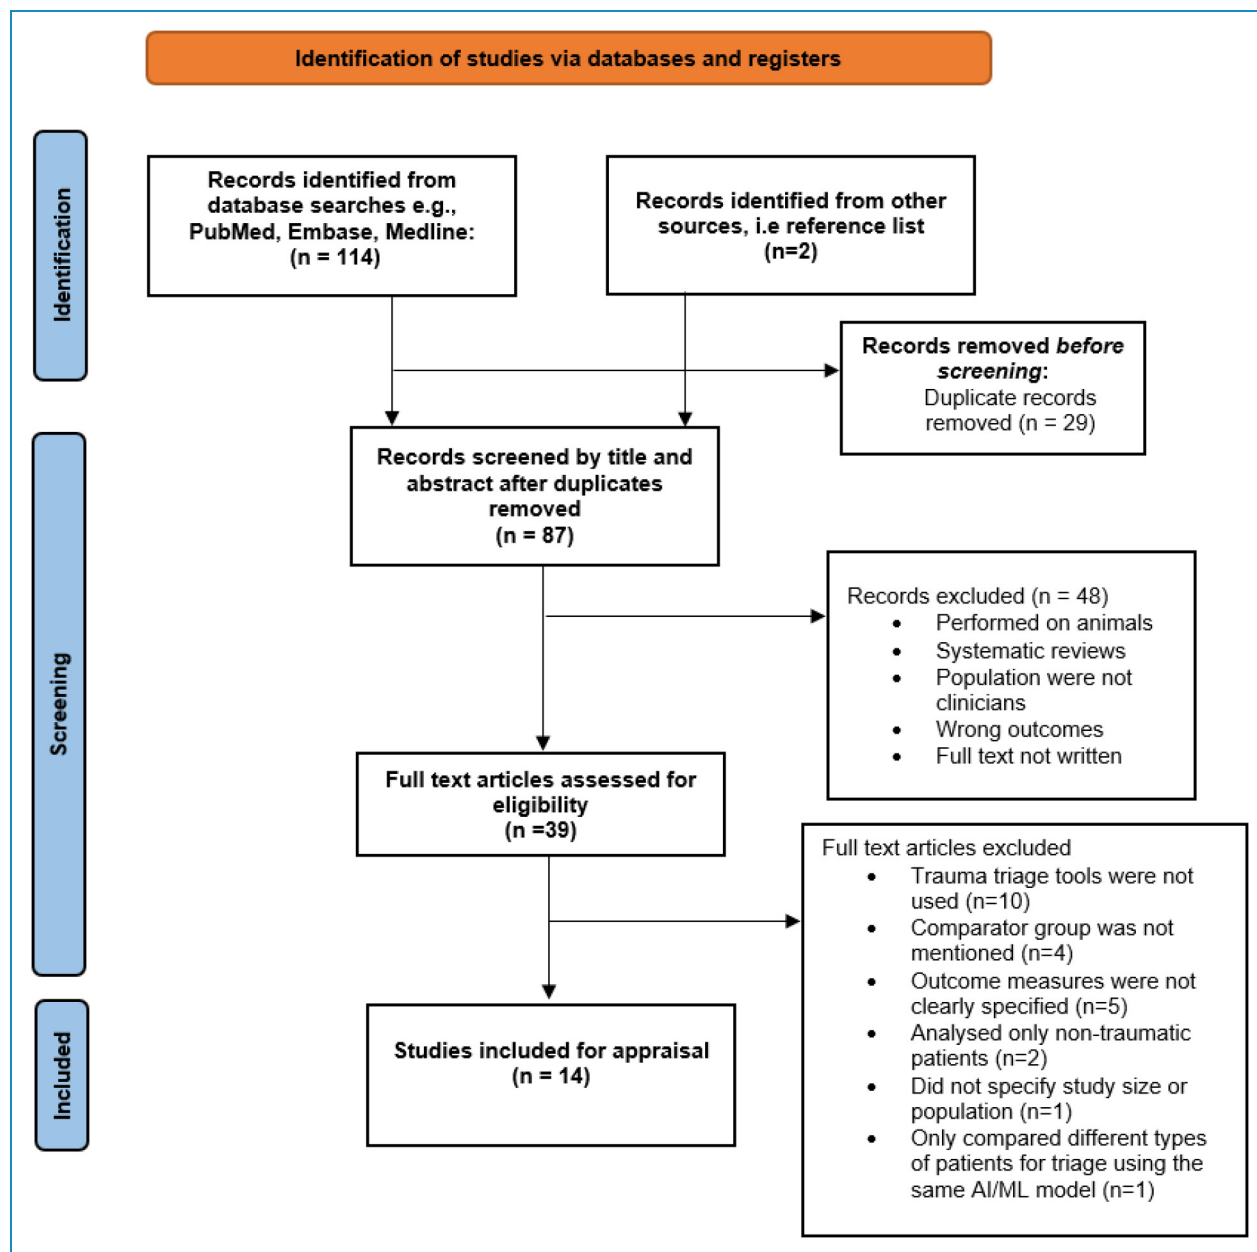 Identification of studies via databases and registers
Identification
Records identified from
database searches e.g.,
PubMed, Embase, Medline:
(n = 114)
Records identified from other
sources, i.e reference list
(n=2)
Records removed before
screening:
Duplicate records
removed (n = 29)
Screening
Records screened by title and
abstract after duplicates
removed
(n = 87)
Records excluded (n = 48)
• Performed on animals
• Systematic reviews
• Population were not
clinicians
• Wrong outcomes
• Full text not written
Full text articles assessed for
eligibility
(n =39)
Full text articles excluded
• Trauma triage tools were not
used (n=10)
• Comparator group was not
mentioned (n=4)
• Outcome measures were not
clearly specified (n=5)
• Analysed only non-traumatic
patients (n=2)
• Did not specify study size or
population (n=1)
• Only compared different types
of patients for triage using the
same AI/ML model (n=1)
Included
Studies included for appraisal
(n = 14)